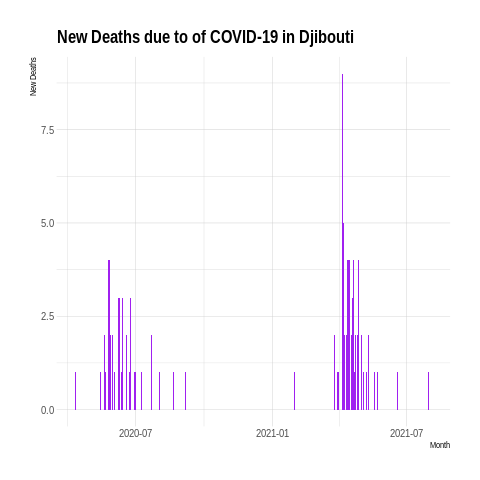 New Deaths due to of COVID-19 in Djibouti
New Deaths
7.5
5.0
2.5
0.0
2020-07 2021-01 2021-07
Month